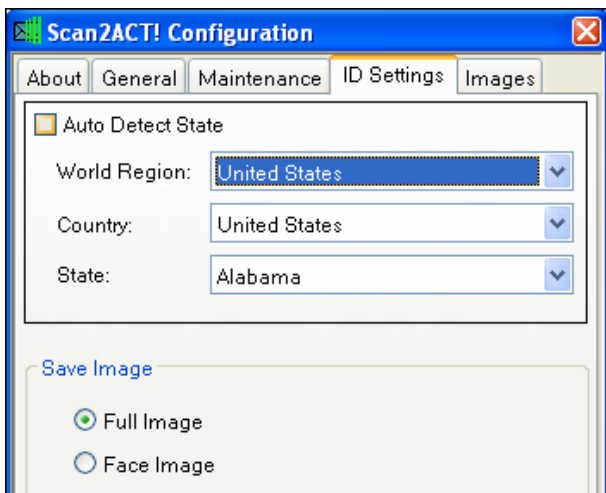 Scan2ACT! Configuration
About General Maintenance ID Settings Images
Auto Detect State
World Region: United States
Country: United States
State: Alabama
Save Image
Full Image
Face Image